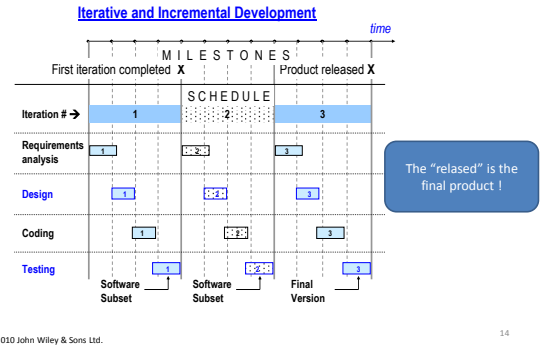 Iterative and Incremental Development
time
M I L E S T O N E S
First iteration completed X
Product released X
S C H E D U L E
Iteration # → 1 2 3
Requirements
analysis
1 2 3
Design 1 2 3
Coding 1 2 3
Testing 1 2 3
Software
Subset
Software
Subset
Final
Version
The “relased” is the
final product !
14
010 John Wiley & Sons Ltd.